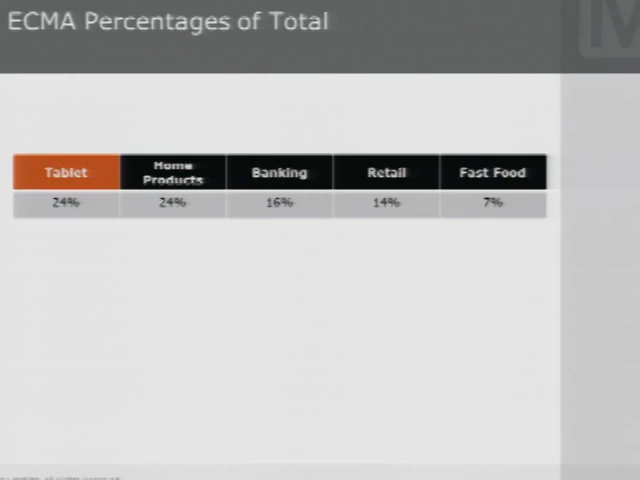 ECMA Percentages of Total
M
Tablet
Home
Products
Banking
Retail
Fast Food
24%
24%
16%
14%
7%